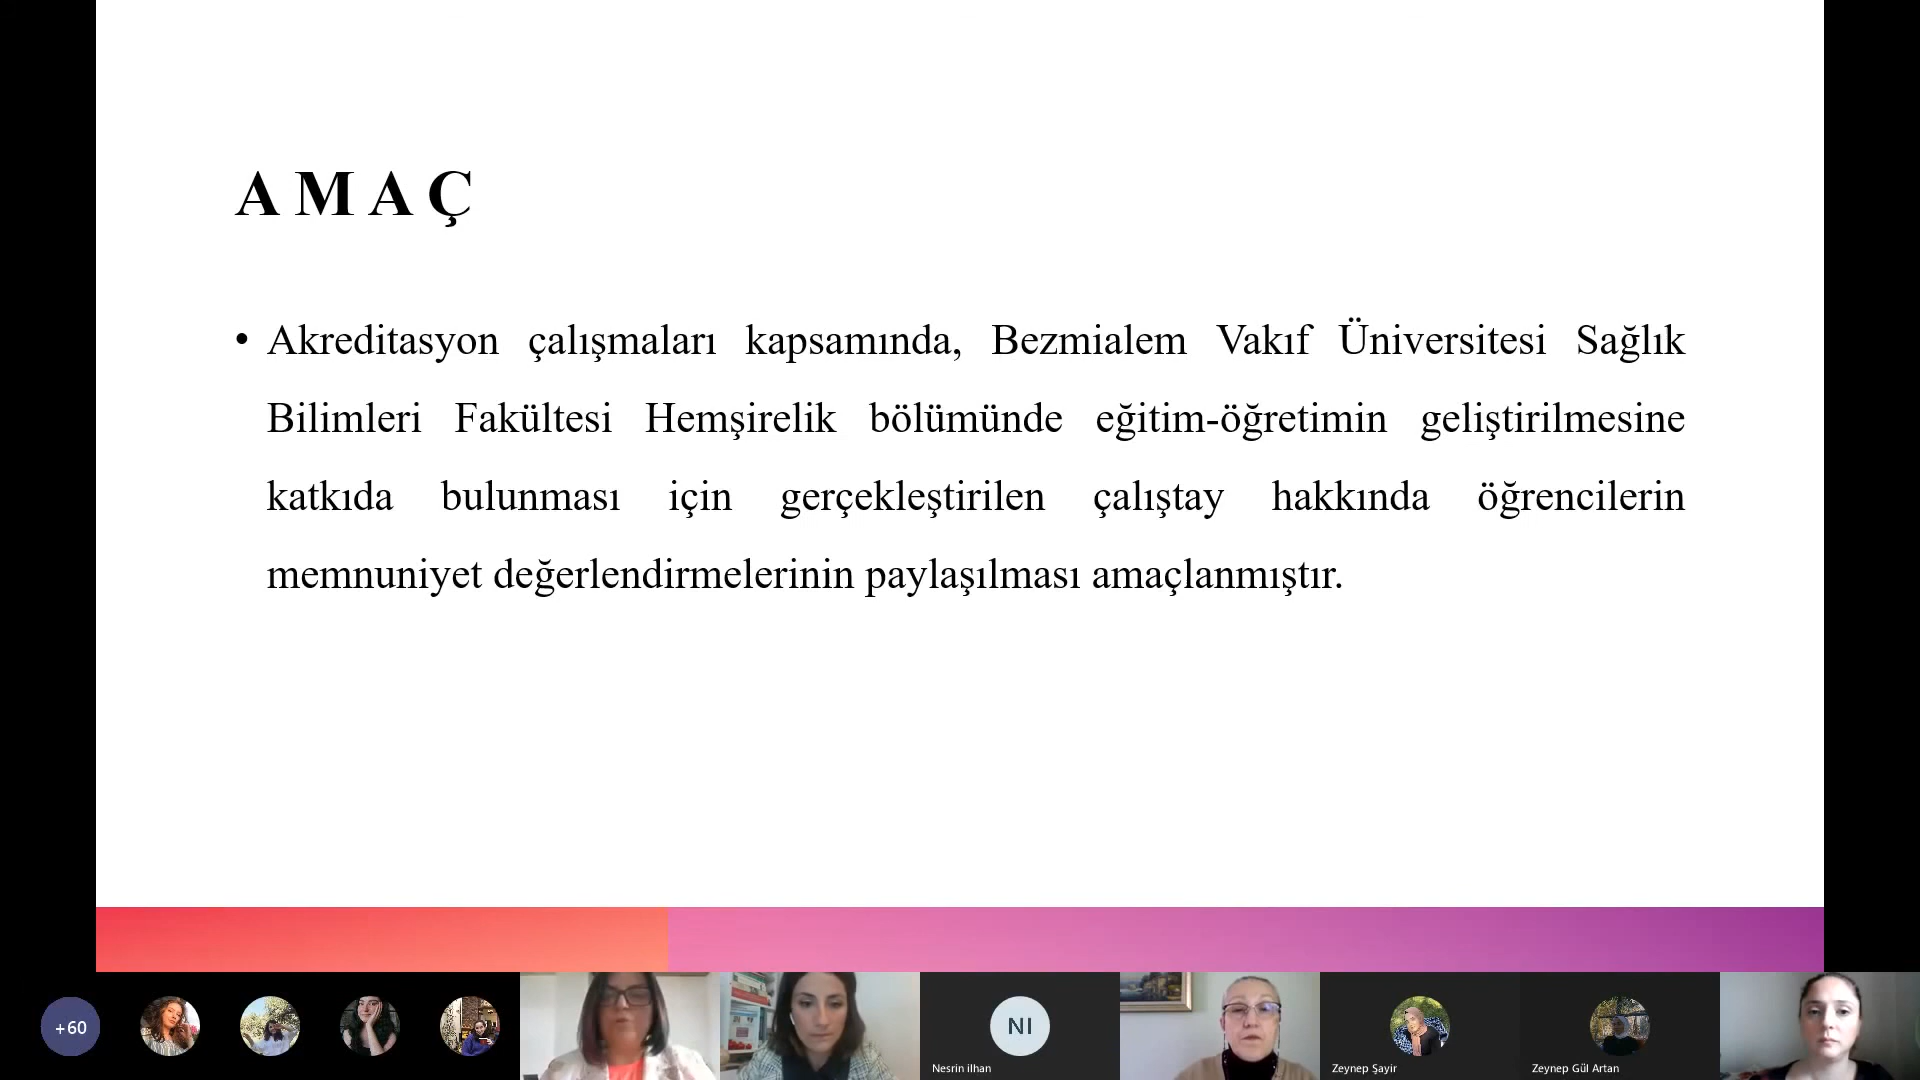 AMAÇ
• Akreditasyon çalışmaları kapsamında, Bezmialem Vakıf Üniversitesi Sağlık
Bilimleri Fakültesi Hemşirelik bölümünde eğitim-öğretimin geliştirilmesine
katkıda bulunması için gerçekleştirilen çalıştay hakkında öğrencilerin
memnuniyet değerlendirmelerinin paylaşılması amaçlanmıştır.
+60
NI
Nesrin ilhan
Zeynep Şayir
Zeynep Gül Artan